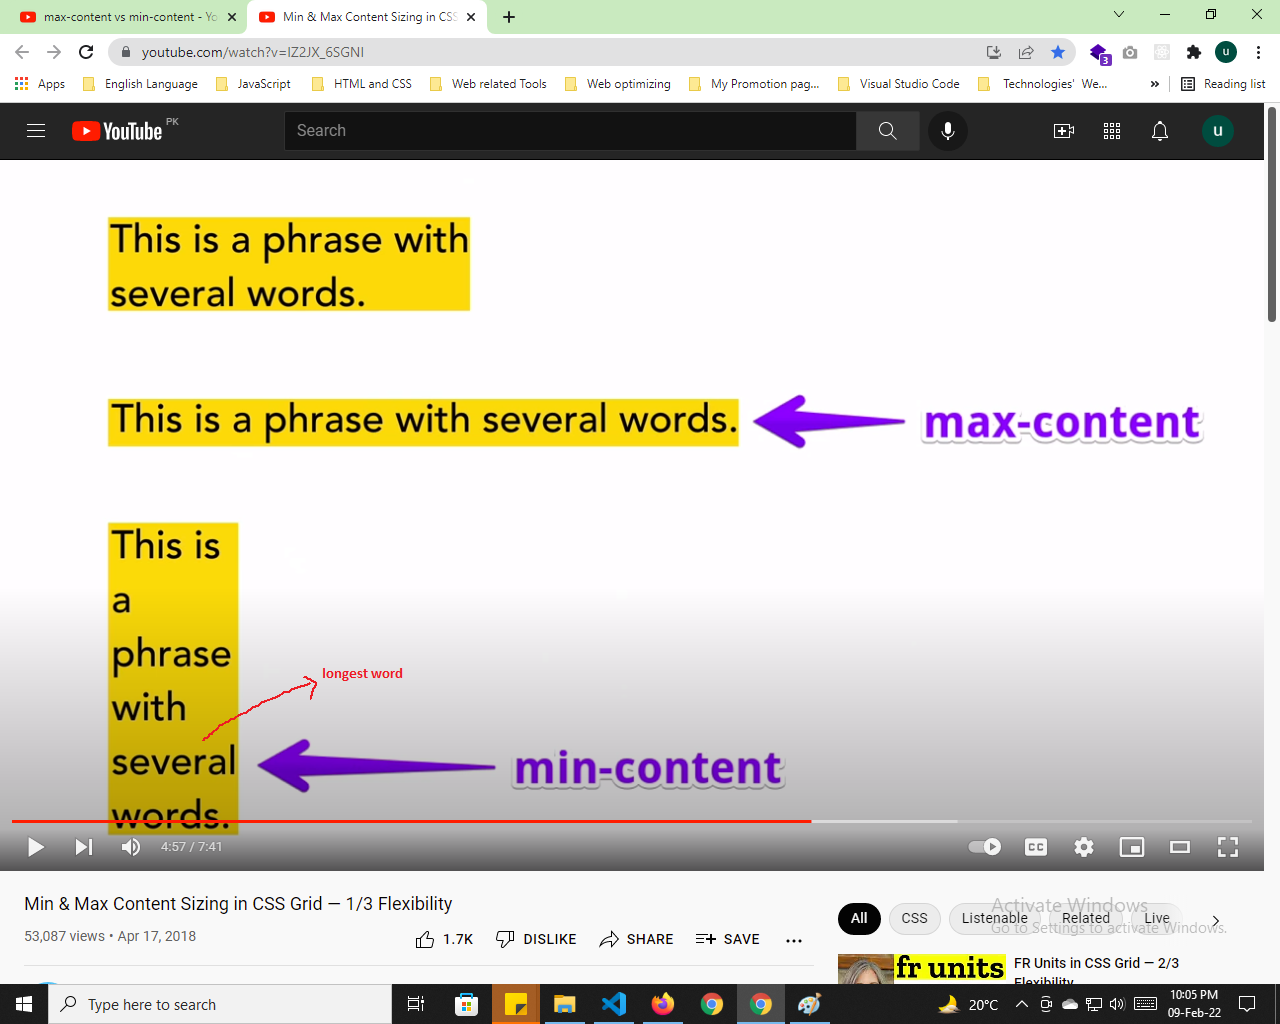 max-content vs min-content - Yo
Min & Max Content Sizing in CSS
youtube.com/watch?v=IZ2JX_6SGNI
3
u
Apps
English Language
JavaScript
HTML and CSS
Web related Tools
Web optimizing
My Promotion pag...
Visual Studio Code
Technologies' We...
»
Reading list
YouTube PK
Search
u
This is a phrase with
several words.
This is a phrase with several words.
max-content
This is
a
phrase
with
several
words.
longest word
min-content
4:57 / 7:41
CC
Min & Max Content Sizing in CSS Grid — 1/3 Flexibility
53,087 views • Apr 17, 2018
1.7K
DISLIKE
SHARE
SAVE
All
CSS
Listenable
Related
Live
Activate Windows
Go to Settings to activate Windows.
fr units
FR Units in CSS Grid — 2/3
Flexibility
Type here to search
20°C
10:05 PM
09-Feb-22